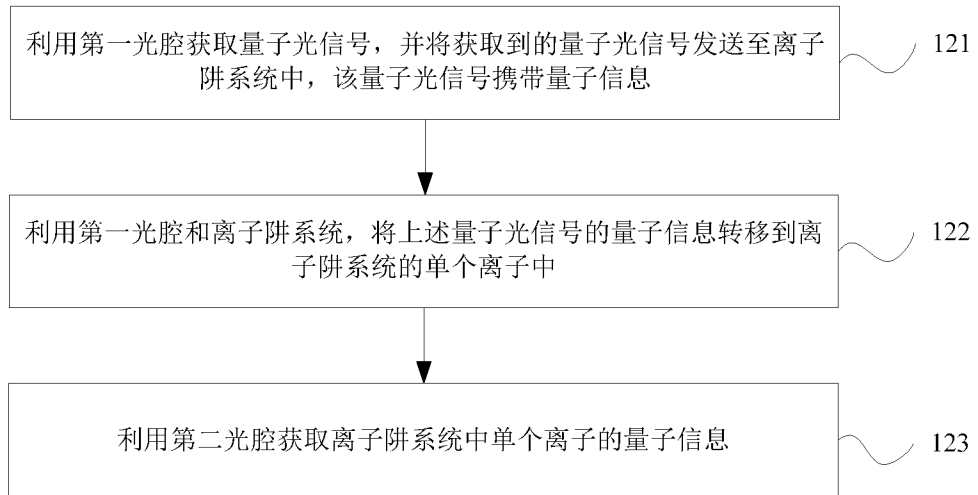 利用第一光腔获取量子光信号，并将获取到的量子光信号发送至离子
阱系统中，该量子光信号携带量子信息
121
利用第一光腔和离子阱系统，将上述量子光信号的量子信息转移到离
子阱系统的单个离子中
122
利用第二光腔获取离子阱系统中单个离子的量子信息
123